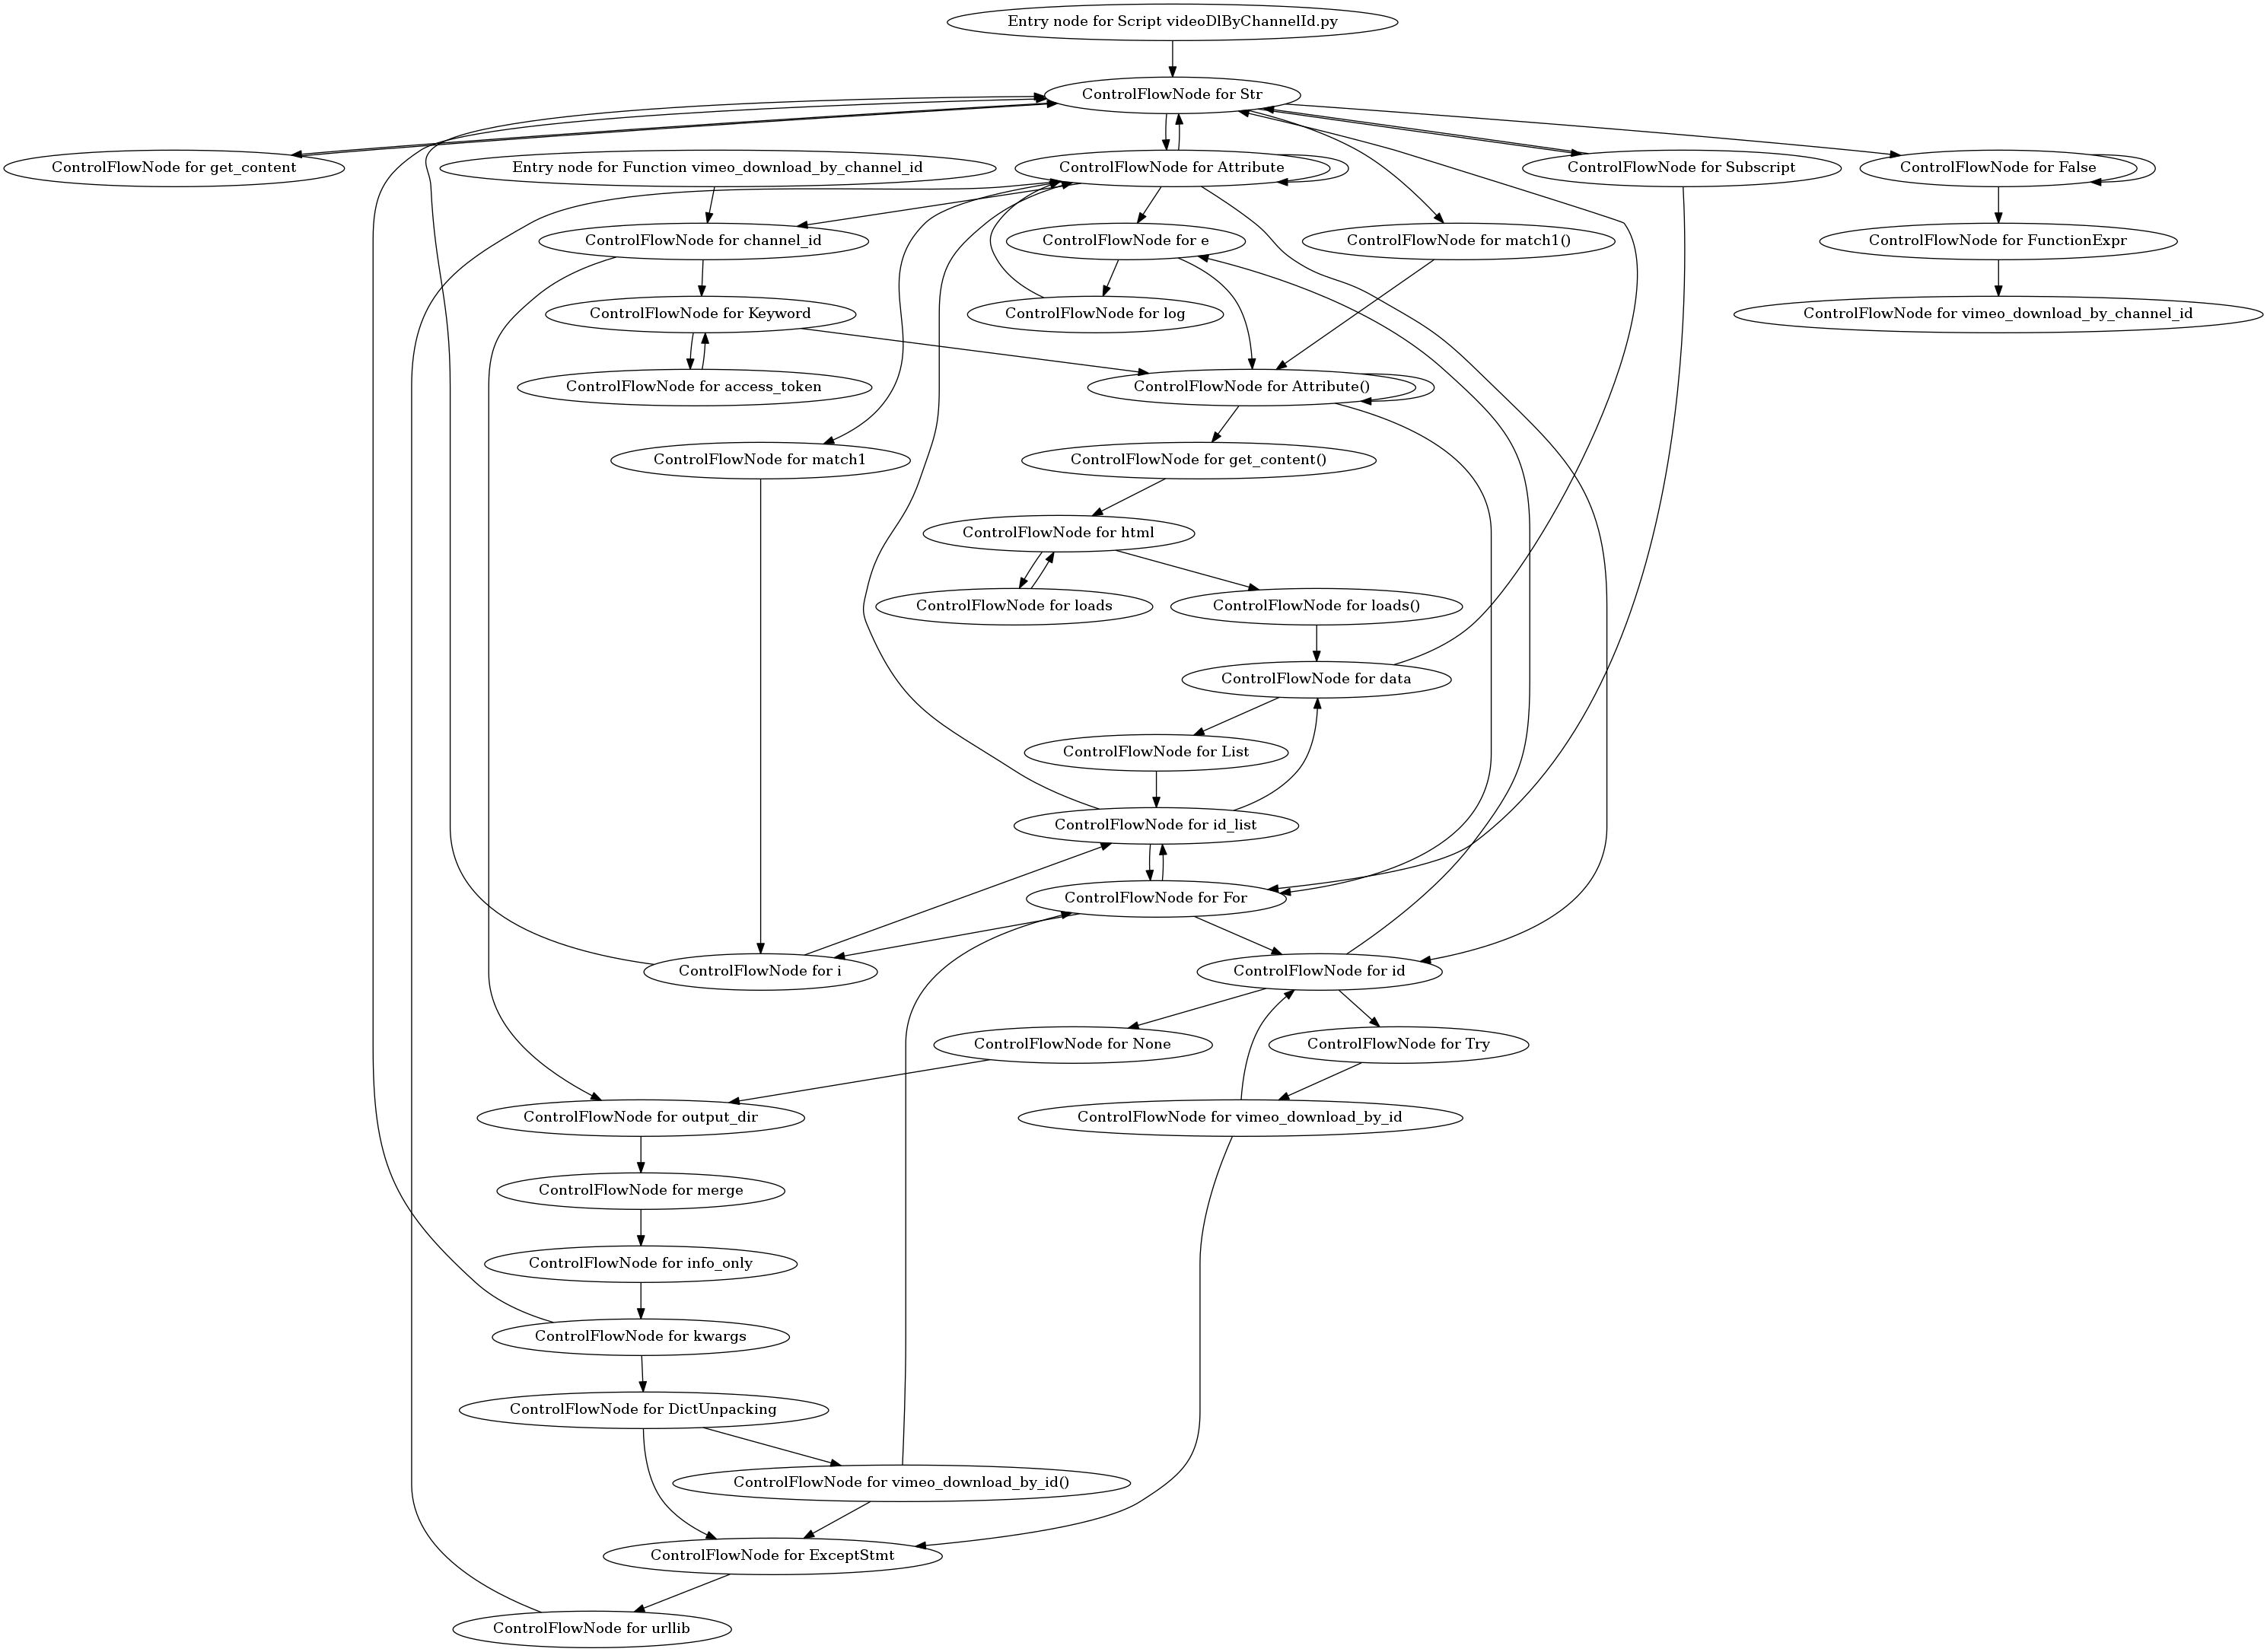 Entry node for Script videoDlByChannelId.py
ControlFlowNode for Str
ControlFlowNode for get_content
Entry node for Function vimeo_download_by_channel_id
ControlFlowNode for Attribute
ControlFlowNode for Subscript
ControlFlowNode for False
ControlFlowNode for channel_id
ControlFlowNode for e
ControlFlowNode for match1()
ControlFlowNode for FunctionExpr
ControlFlowNode for Keyword
ControlFlowNode for log
ControlFlowNode for vimeo_download_by_channel_id
ControlFlowNode for access_token
ControlFlowNode for Attribute()
ControlFlowNode for match1
ControlFlowNode for get_content()
ControlFlowNode for html
ControlFlowNode for loads
ControlFlowNode for loads()
ControlFlowNode for data
ControlFlowNode for List
ControlFlowNode for id_list
ControlFlowNode for For
ControlFlowNode for i
ControlFlowNode for id
ControlFlowNode for None
ControlFlowNode for Try
ControlFlowNode for output_dir
ControlFlowNode for vimeo_download_by_id
ControlFlowNode for merge
ControlFlowNode for info_only
ControlFlowNode for kwargs
ControlFlowNode for DictUnpacking
ControlFlowNode for vimeo_download_by_id()
ControlFlowNode for ExceptStmt
ControlFlowNode for urllib